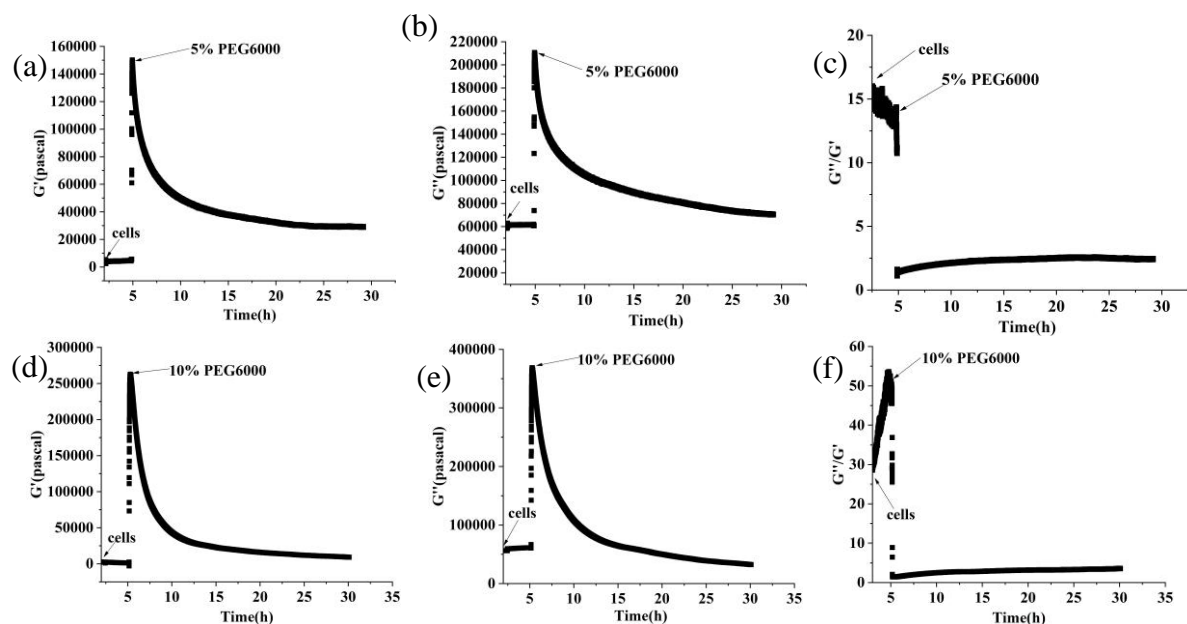 (a)
G'(pascal)
160000
140000
120000
100000
80000
60000
40000
20000
0
5% PEG6000
cells
5 10 15 20 25 30
Time(h)
(b)
G''(pascal)
220000
200000
180000
160000
140000
120000
100000
80000
60000
40000
20000
5% PEG6000
cells
5 10 15 20 25 30
Time(h)
(c)
G''/G'
20
15
10
5
0
cells
5% PEG6000
5 10 15 20 25 30
Time(h)
(d)
G'(pascal)
300000
250000
200000
150000
100000
50000
0
10% PEG6000
cells
5 10 15 20 25 30 35
Time(h)
(e)
G''(pasacal)
400000
300000
200000
100000
0
10% PEG6000
cells
5 10 15 20 25 30 35
Time(h)
(f)
G''/G'
60
50
40
30
20
10
0
10% PEG6000
cells
5 10 15 20 25 30 35
Time(h)